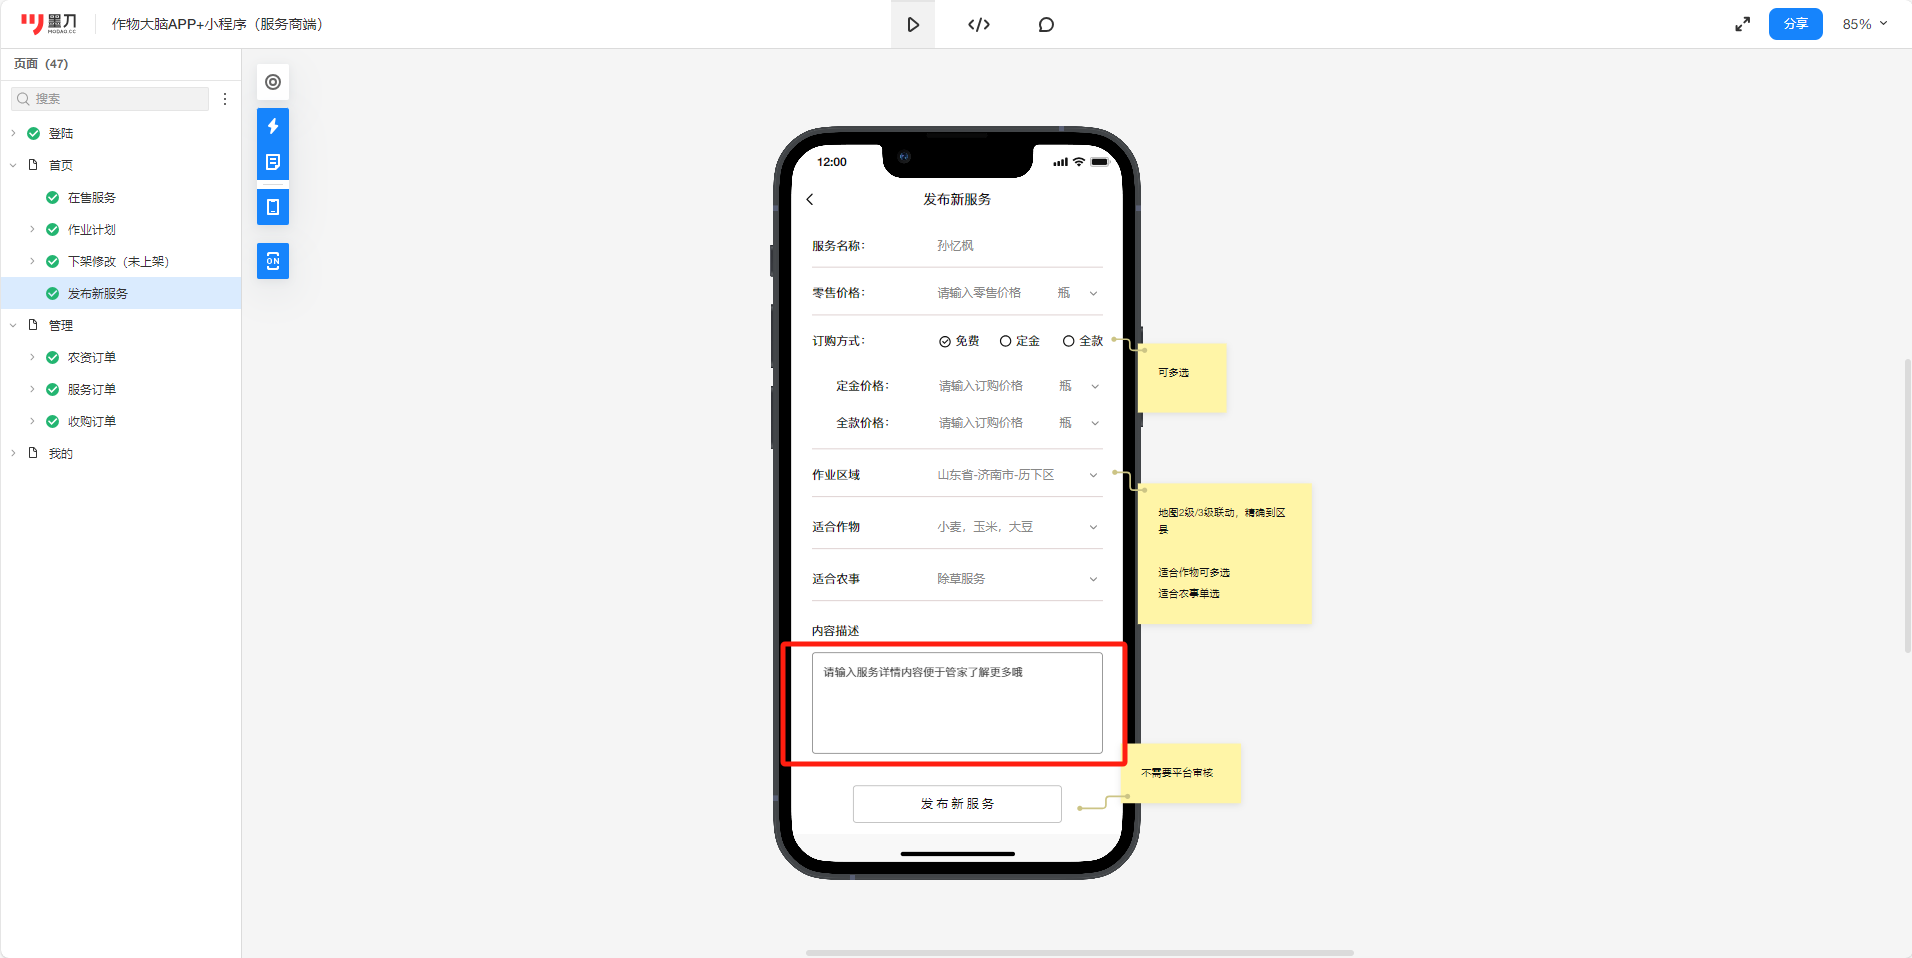 墨刀
MODAO.CC
作物大脑APP+小程序（服务商端）
分享
85%
页面（47）
搜索
登陆
首页
在售服务
作业计划
下架修改（未上架）
发布新服务
管理
农资订单
服务订单
收购订单
我的
ON
12:00
发布新服务
服务名称：
孙忆枫
零售价格：
请输入零售价格
瓶
订购方式：
免费
定金
全款
定金价格：
请输入订购价格
瓶
全款价格：
请输入订购价格
瓶
作业区域
山东省-济南市-历下区
适合作物
小麦，玉米，大豆
适合农事
除草服务
内容描述
请输入服务详情内容便于管家了解更多哦
发布新服务
可多选
地图2级/3级联动，精确到区
县
适合作物可多选
适合农事单选
不需要平台审核